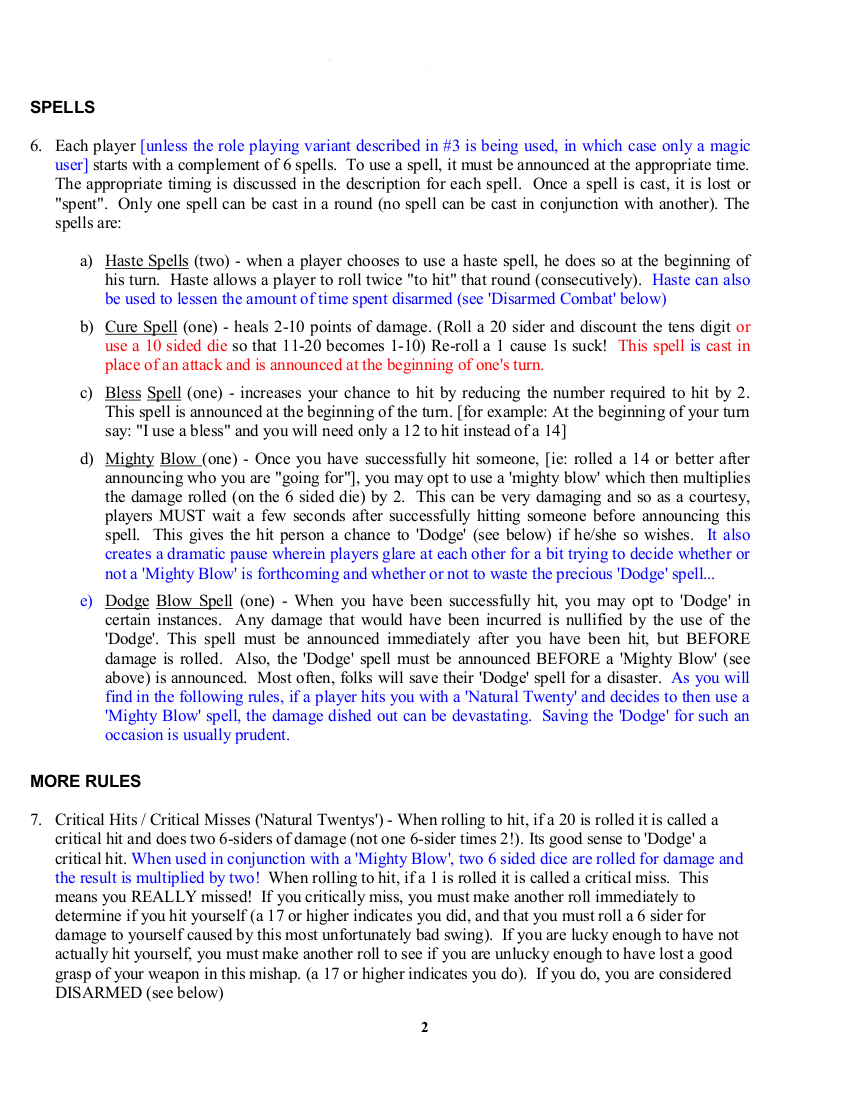 SPELLS
6. Each player [unless the role playing variant described in #3 is being used, in which case only a magic
user] starts with a complement of 6 spells. To use a spell, it must be announced at the appropriate time.
The appropriate timing is discussed in the description for each spell. Once a spell is cast, it is lost or
"spent". Only one spell can be cast in a round (no spell can be cast in conjunction with another). The
spells are:
a) Haste Spells (two) - when a player chooses to use a haste spell, he does so at the beginning of
his turn. Haste allows a player to roll twice "to hit" that round (consecutively). Haste can also
be used to lessen the amount of time spent disarmed (see 'Disarmed Combat' below)
b) Cure Spell (one) - heals 2-10 points of damage. (Roll a 20 sider and discount the tens digit or
use a 10 sided die so that 11-20 becomes 1-10) Re-roll a 1 cause 1s suck! This spell is cast in
place of an attack and is announced at the beginning of one's turn.
c) Bless Spell (one) - increases your chance to hit by reducing the number required to hit by 2.
This spell is announced at the beginning of the turn. [for example: At the beginning of your turn
say: "I use a bless" and you will need only a 12 to hit instead of a 14]
d) Mighty Blow (one) - Once you have successfully hit someone, [ie: rolled a 14 or better after
announcing who you are "going for"], you may opt to use a 'mighty blow' which then multiplies
the damage rolled (on the 6 sided die) by 2. This can be very damaging and so as a courtesy,
players MUST wait a few seconds after successfully hitting someone before announcing this
spell. This gives the hit person a chance to 'Dodge' (see below) if he/she so wishes. It also
creates a dramatic pause wherein players glare at each other for a bit trying to decide whether or
not a 'Mighty Blow' is forthcoming and whether or not to waste the precious 'Dodge' spell...
e) Dodge Blow Spell (one) - When you have been successfully hit, you may opt to 'Dodge' in
certain instances. Any damage that would have been incurred is nullified by the use of the
'Dodge'. This spell must be announced immediately after you have been hit, but BEFORE
damage is rolled. Also, the 'Dodge' spell must be announced BEFORE a 'Mighty Blow' (see
above) is announced. Most often, folks will save their 'Dodge' spell for a disaster. As you will
find in the following rules, if a player hits you with a 'Natural Twenty' and decides to then use a
'Mighty Blow' spell, the damage dished out can be devastating. Saving the 'Dodge' for such an
occasion is usually prudent.
MORE RULES
7. Critical Hits / Critical Misses ('Natural Twentys') - When rolling to hit, if a 20 is rolled it is called a
critical hit and does two 6-siders of damage (not one 6-sider times 2!). Its good sense to 'Dodge' a
critical hit. When used in conjunction with a 'Mighty Blow', two 6 sided dice are rolled for damage and
the result is multiplied by two! When rolling to hit, if a 1 is rolled it is called a critical miss. This
means you REALLY missed! If you critically miss, you must make another roll immediately to
determine if you hit yourself (a 17 or higher indicates you did, and that you must roll a 6 sider for
damage to yourself caused by this most unfortunately bad swing). If you are lucky enough to have not
actually hit yourself, you must make another roll to see if you are unlucky enough to have lost a good
grasp of your weapon in this mishap. (a 17 or higher indicates you do). If you do, you are considered
DISARMED (see below)
2